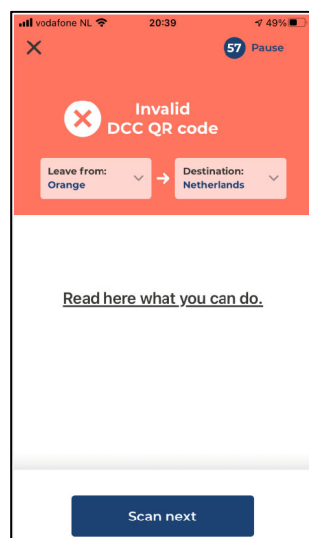 vodafone NL 20:39 49%
57 Pause
Invalid
DCC QR code
Leave from:
Orange
Destination:
Netherlands
Read here what you can do.
Scan next